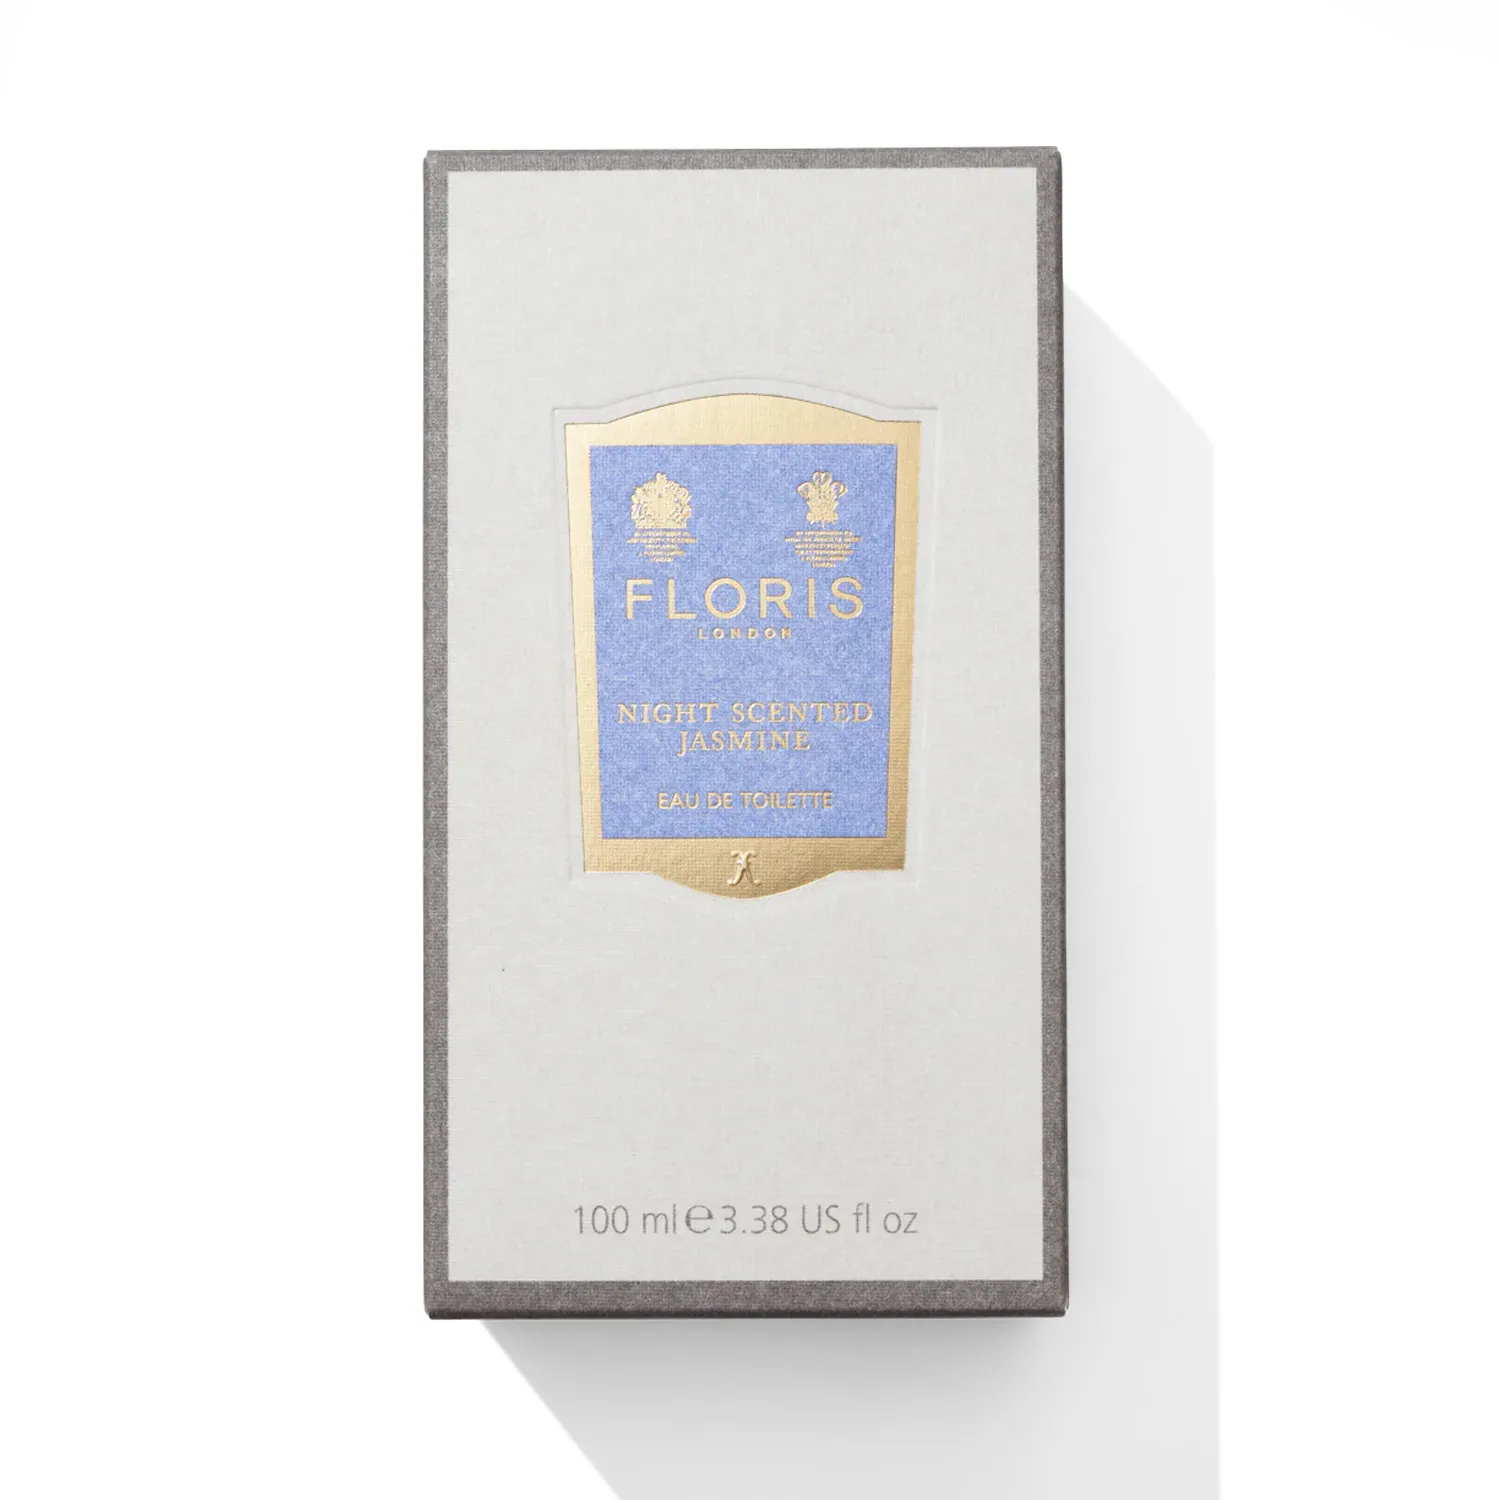 FLORIS
LONDON
NIGHT SCENTED
JASMINE
EAU DE TOILETTE
100 ml ℮ 3.38 US fl oz